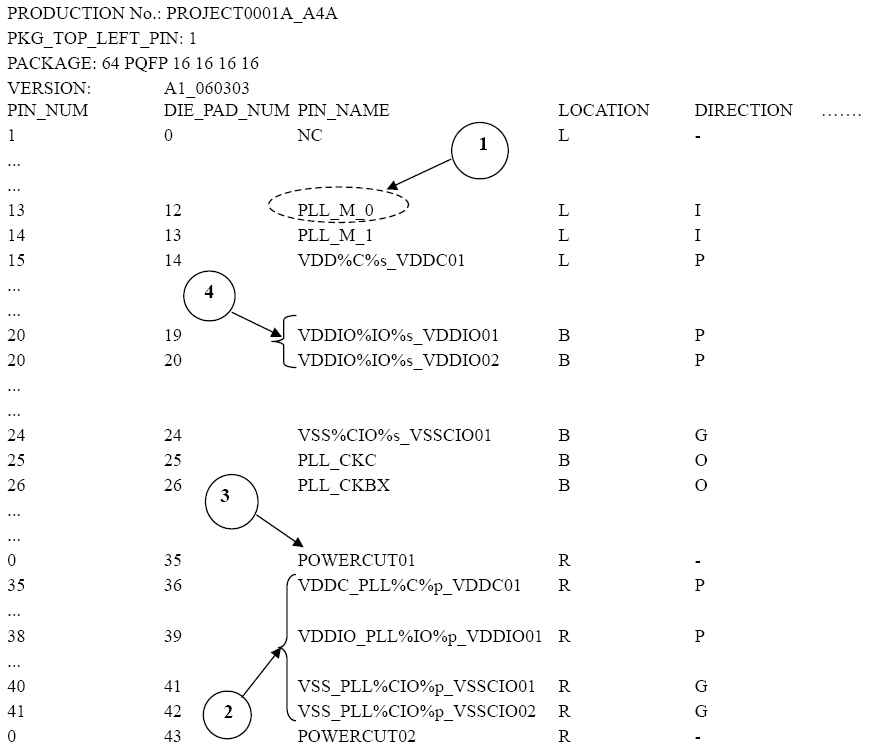 PRODUCTION No.: PROJECT0001A_A4A
PKG_TOP_LEFT_PIN: 1
PACKAGE: 64 PQFP 16 16 16 16
VERSION: A1_060303
PIN_NUM DIE_PAD_NUM PIN_NAME LOCATION DIRECTION .......
1 0 NC L -
...
1
...
13 12 PLL_M_0 L I
14 13 PLL_M_1 L I
15 14 VDD%C%s_VDDC01 L P
...
4
...
20 19 VDDIO%IO%s_VDDIO01 B P
20 20 VDDIO%IO%s_VDDIO02 B P
...
...
24 24 VSS%CIO%s_VSSCIO01 B G
25 25 PLL_CKC B O
26 26 PLL_CKBX B O
3
...
...
0 35 POWERCUT01 R -
35 36 VDDC_PLL%C%p_VDDC01 R P
...
38 39 VDDIO_PLL%IO%p_VDDIO01 R P
...
40 41 VSS_PLL%CIO%p_VSSCIO01 R G
41 42 VSS_PLL%CIO%p_VSSCIO02 R G
2
0 43 POWERCUT02 R -